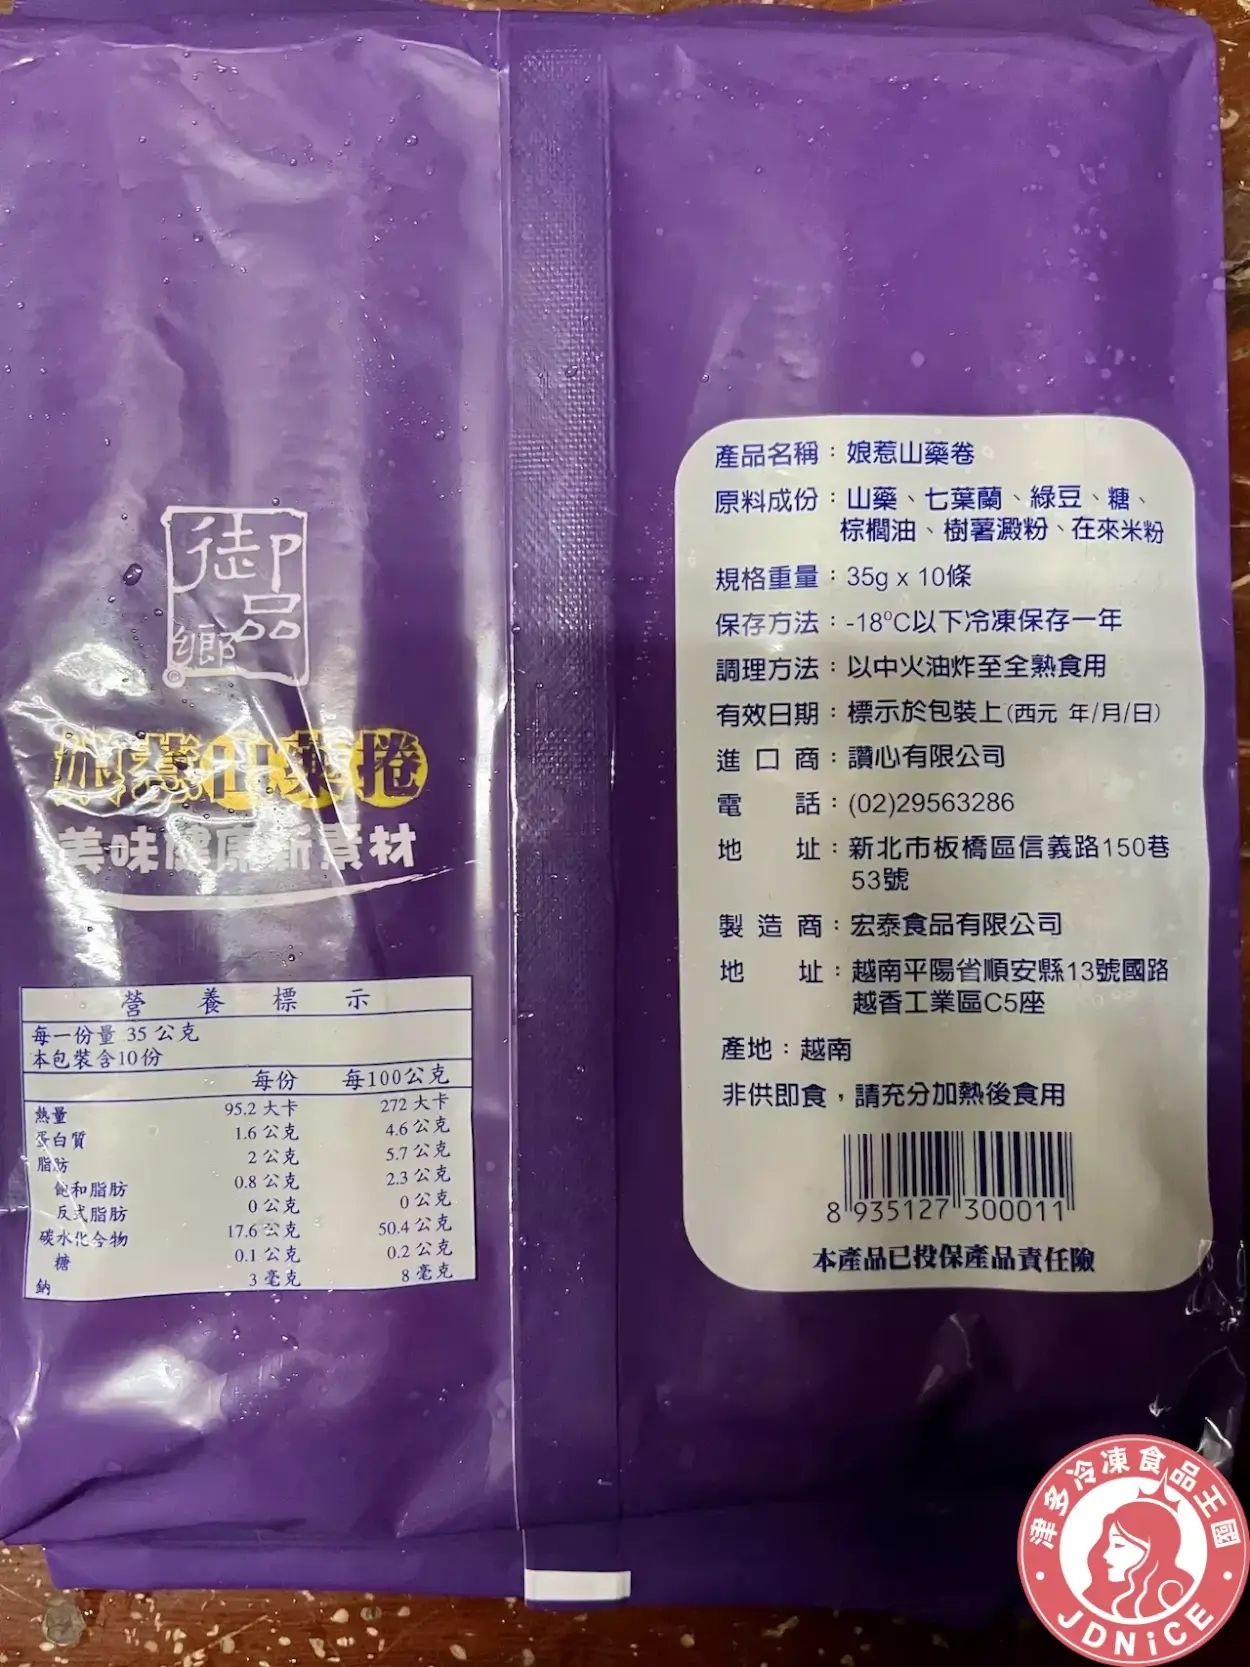 御品鄉
®
娘惹山藥捲
美味健康新素材
營養標示
每一份量 35 公克
本包裝含10份
每份 每100公克
熱量 95.2 大卡 272 大卡
蛋白質 1.6 公克 4.6 公克
脂肪 2 公克 5.7 公克
飽和脂肪 0.8 公克 2.3 公克
反式脂肪 0 公克 0 公克
碳水化合物 17.6 公克 50.4 公克
糖 0.1 公克 0.2 公克
鈉 3 毫克 8 毫克
產品名稱：娘惹山藥卷
原料成份：山藥、七葉蘭、綠豆、糖、
棕櫚油、樹薯澱粉、在來米粉
規格重量：35g x 10條
保存方法：-18ºC以下冷凍保存一年
調理方法：以中火油炸至全熟食用
有效日期：標示於包裝上(西元 年/月/日)
進口商：讚心有限公司
電話：(02)29563286
地址：新北市板橋區信義路150巷
53號
製造商：宏泰食品有限公司
地址：越南平陽省順安縣13號國路
越香工業區C5座
產地：越南
非供即食，請充分加熱後食用
8 935127 300011
本產品已投保產品責任險
津多冷凍食品王國
JDNiCE